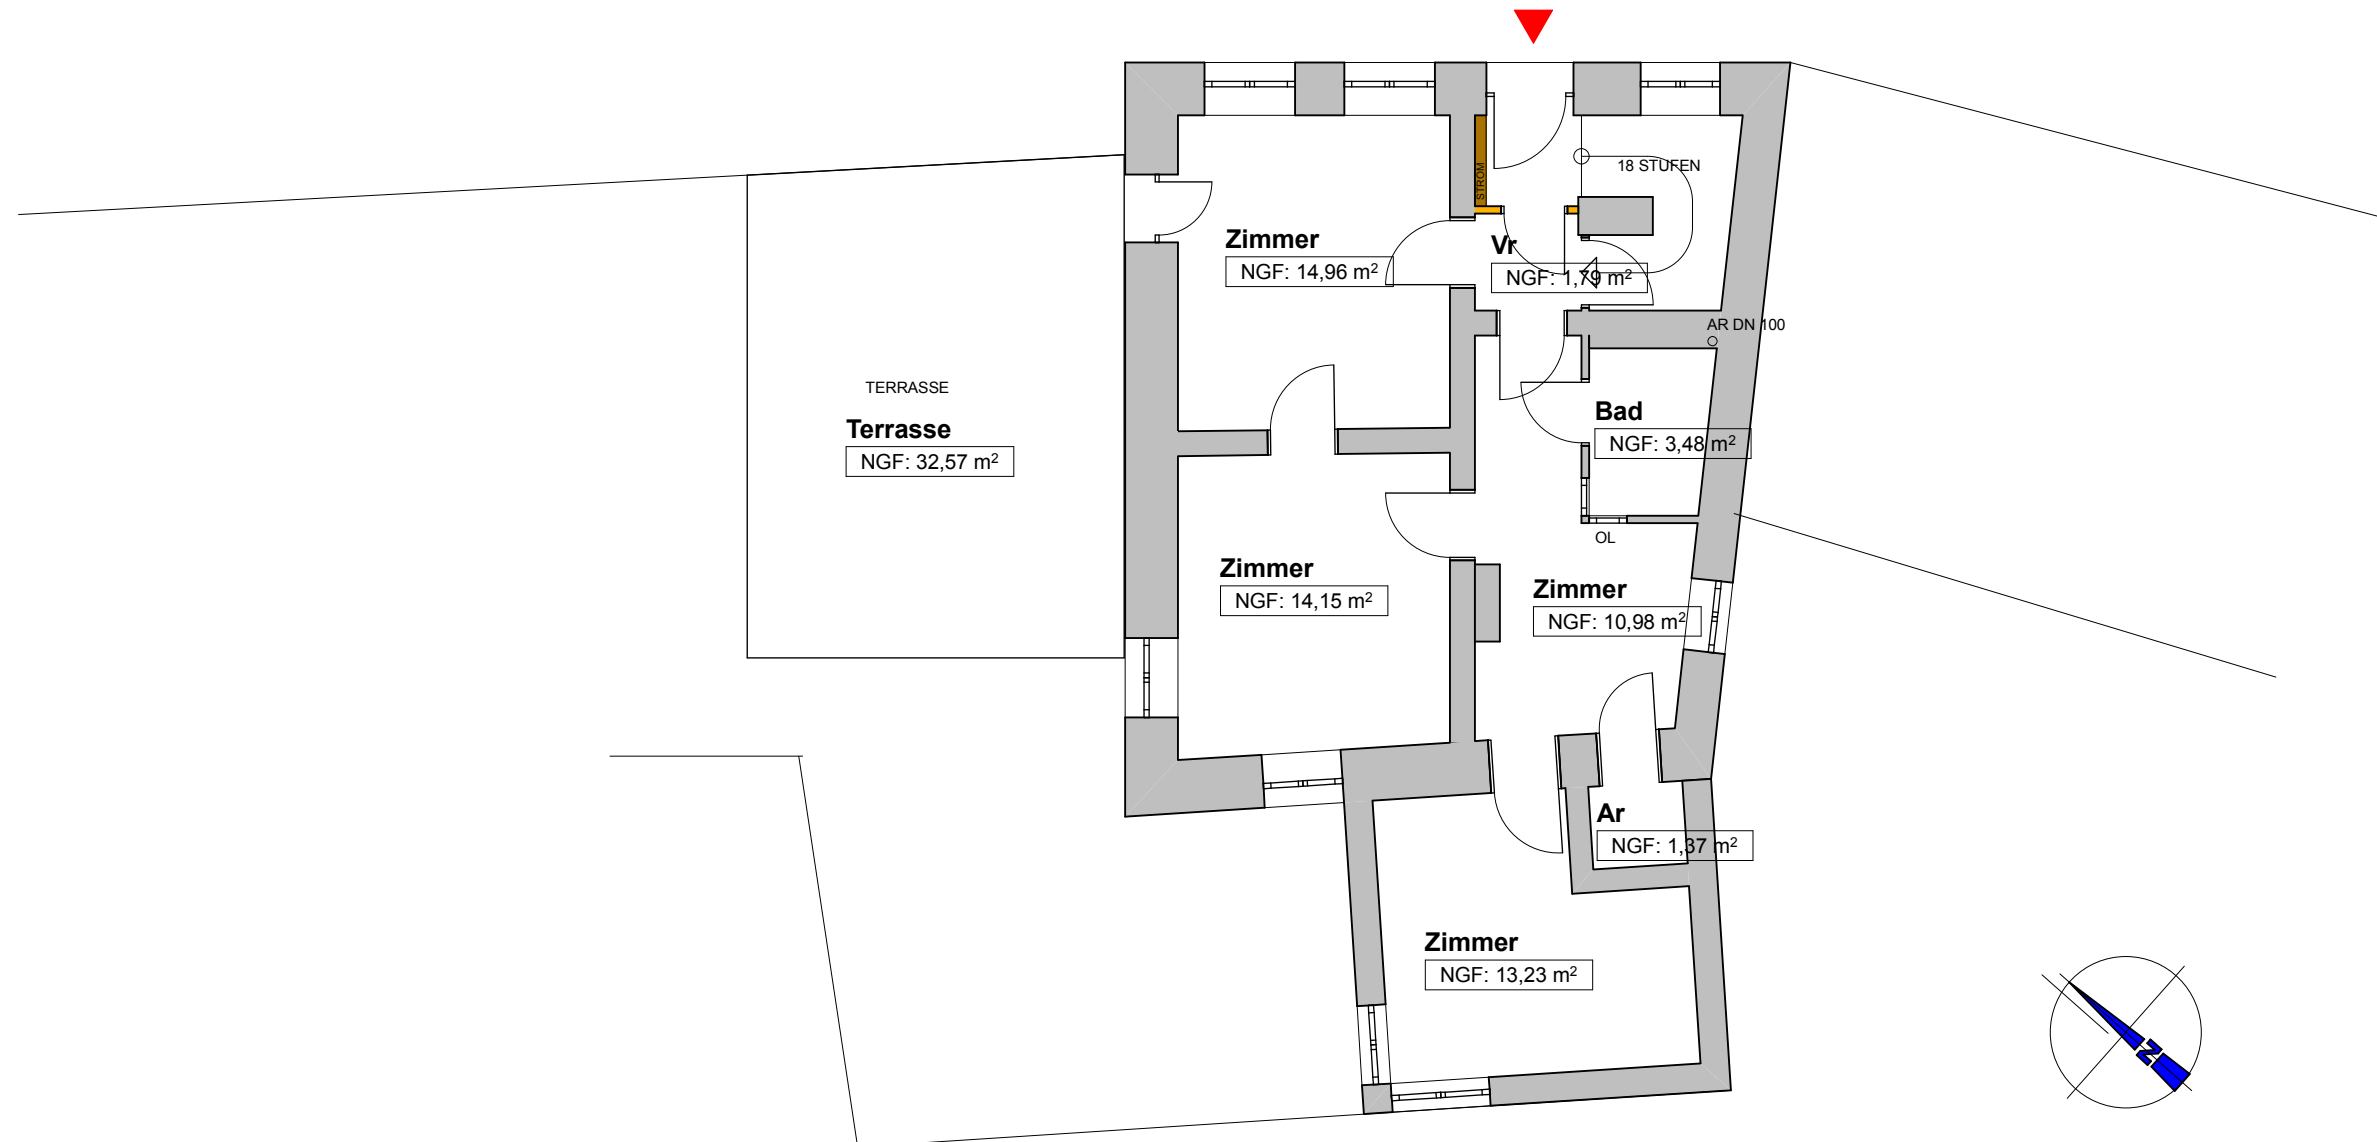 18 STUFEN
STROM
Zimmer
NGF: 14,96 m²
Vr
NGF: 1,79 m²
AR DN 100
TERRASSE
Terrasse
NGF: 32,57 m²
Bad
NGF: 3,48 m²
OL
Zimmer
NGF: 14,15 m²
Zimmer
NGF: 10,98 m²
Ar
NGF: 1,37 m²
Zimmer
NGF: 13,23 m²
N